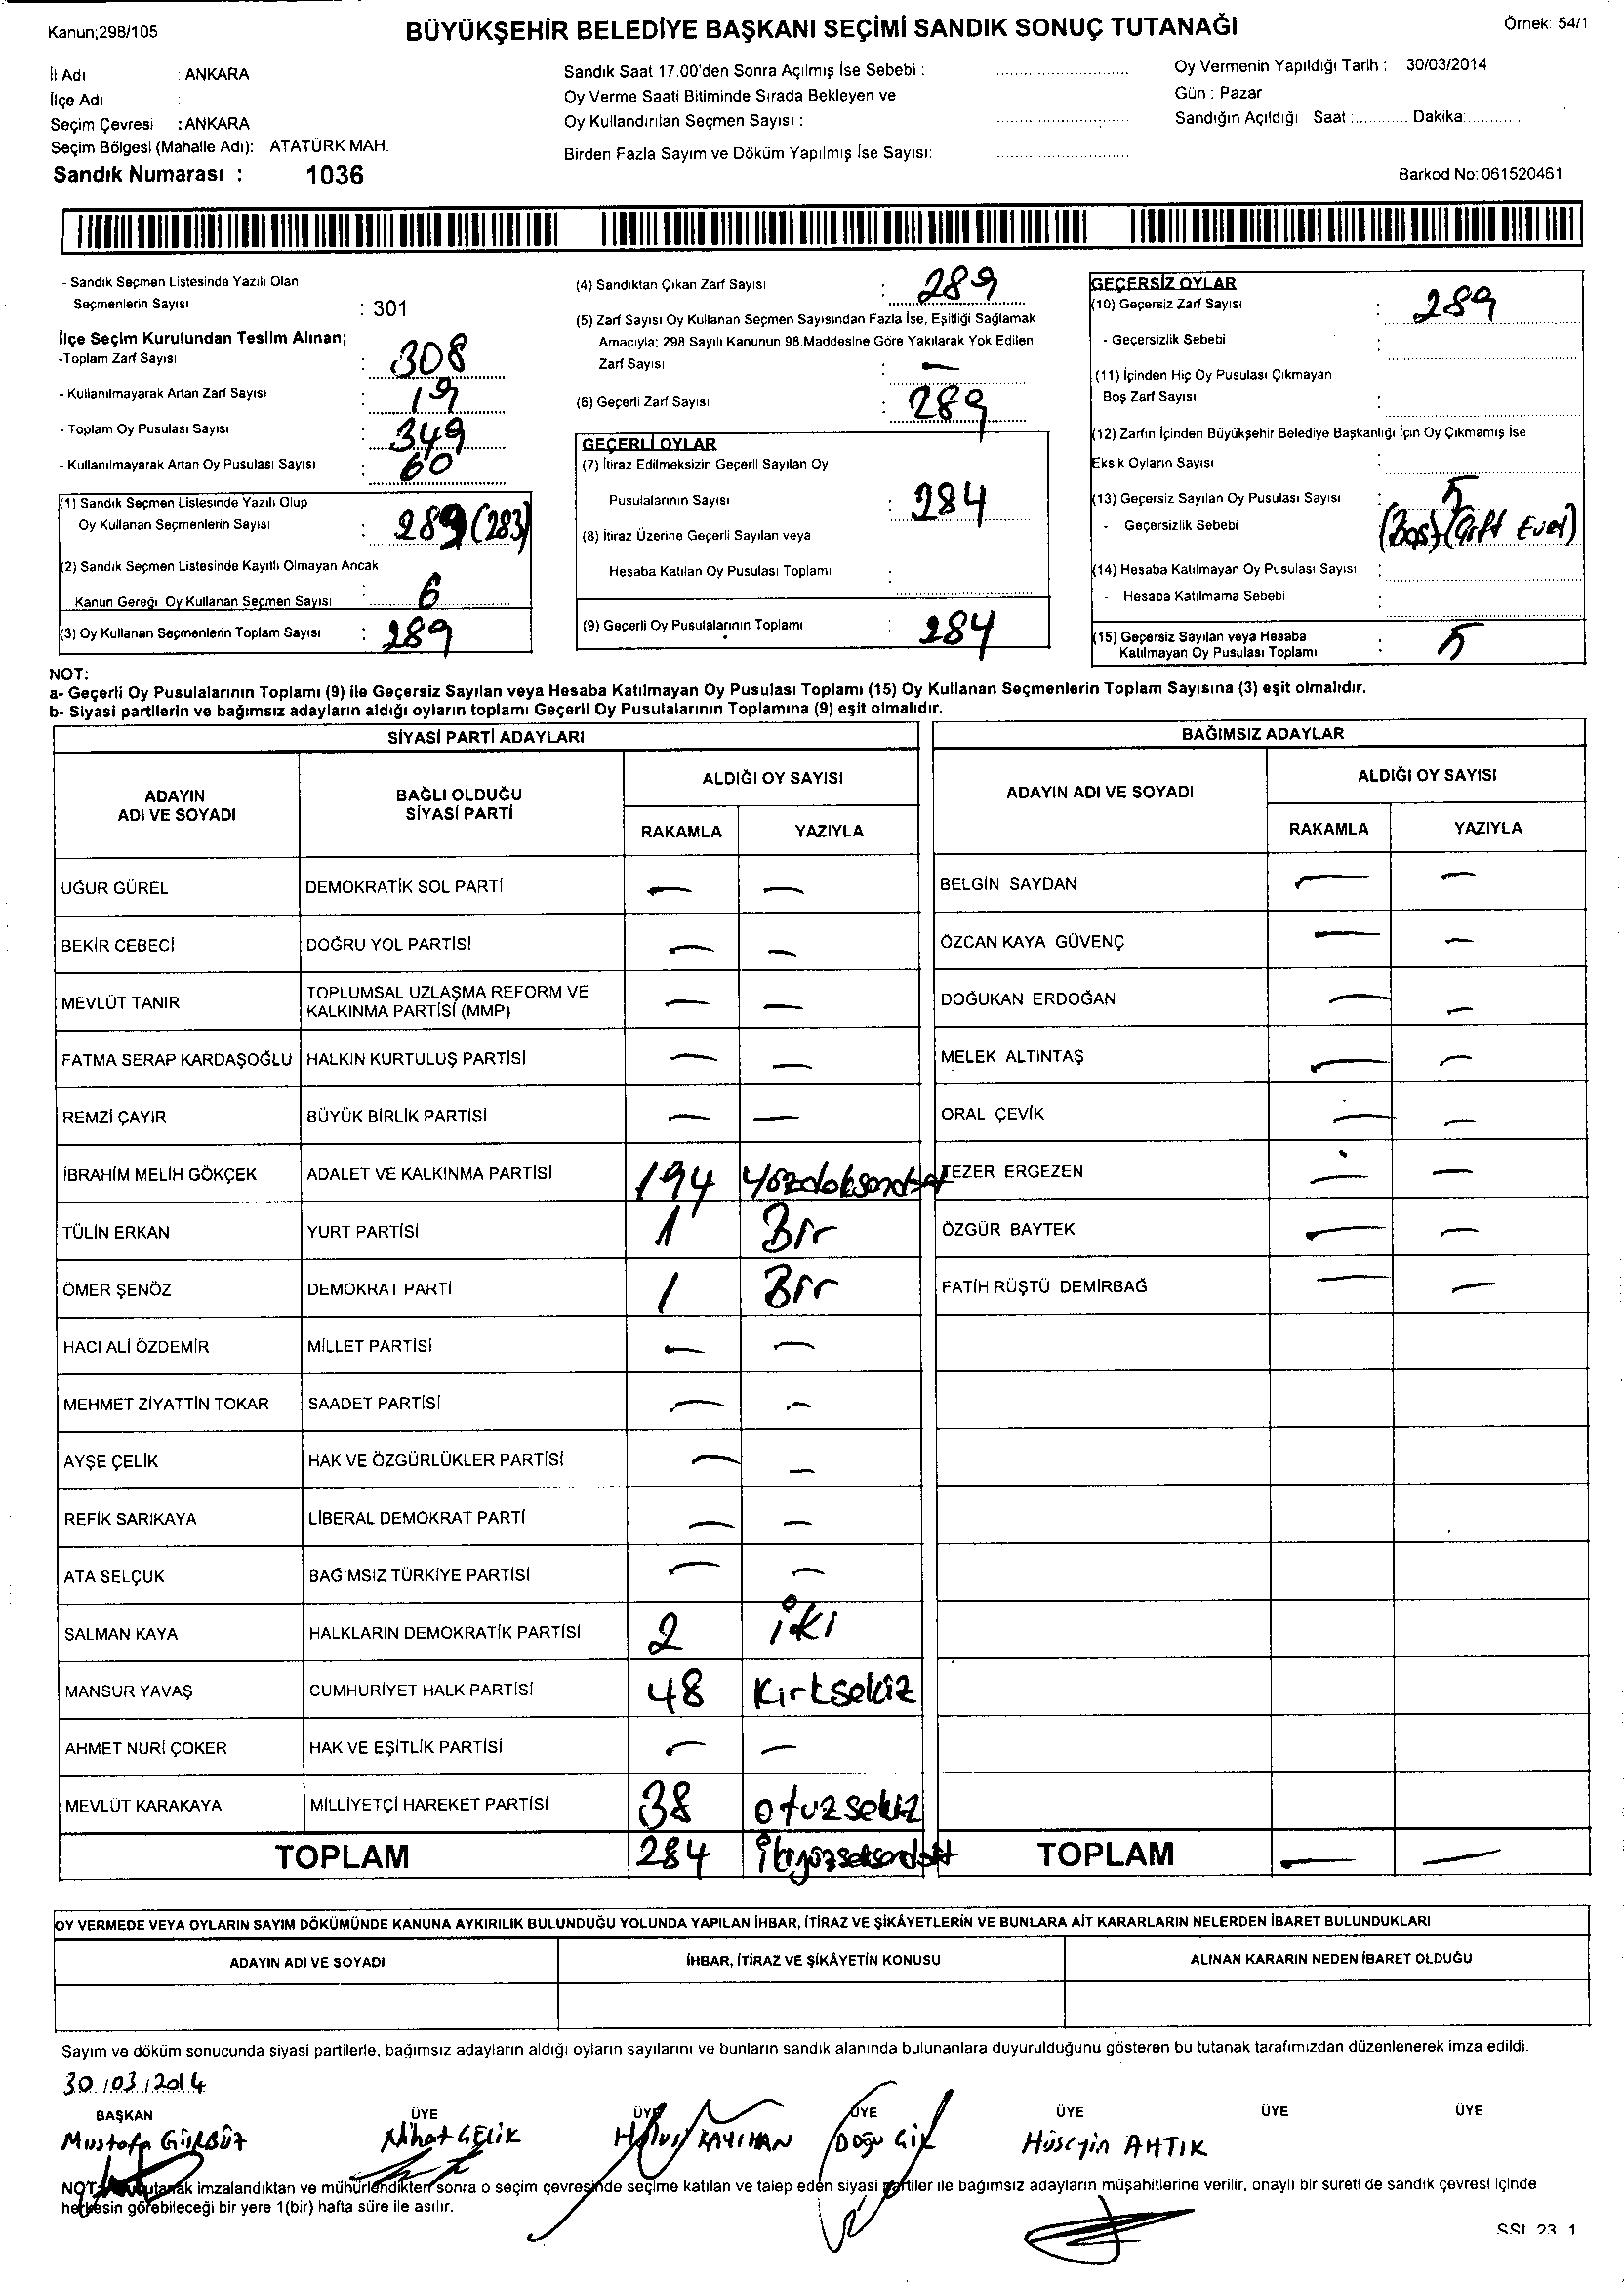 Kanun;298/105
BÜYÜKŞEHİR BELEDİYE BAŞKANI SEÇİMİ SANDIK SONUÇ TUTANAĞI
Örnek: 54/1
İl Adı : ANKARA
İlçe Adı :
Seçim Çevresi : ANKARA
Seçim Bölgesi (Mahalle Adı): ATATÜRK MAH.
Sandık Numarası : 1036
Sandık Saat 17.00'den Sonra Açılmış İse Sebebi :
Oy Verme Saati Bitiminde Sırada Bekleyen ve
Oy Kullandırılan Seçmen Sayısı :
Birden Fazla Sayım ve Döküm Yapılmış İse Sayısı:
Oy Vermenin Yapıldığı Tarih : 30/03/2014
Gün : Pazar
Sandığın Açıldığı Saat :............ Dakika:............
Barkod No: 061520461
- Sandık Seçmen Listesinde Yazılı Olan
Seçmenlerin Sayısı : 301
İlçe Seçim Kurulundan Teslim Alınan;
-Toplam Zarf Sayısı : 308
- Kullanılmayarak Artan Zarf Sayısı : 19
- Toplam Oy Pusulası Sayısı : 349
- Kullanılmayarak Artan Oy Pusulası Sayısı : 60
(1) Sandık Seçmen Listesinde Yazılı Olup
Oy Kullanan Seçmenlerin Sayısı : 289 (283)
(2) Sandık Seçmen Listesinde Kayıtlı Olmayan Ancak
Kanun Gereği Oy Kullanan Seçmen Sayısı : 6
(3) Oy Kullanan Seçmenlerin Toplam Sayısı : 289
(4) Sandıktan Çıkan Zarf Sayısı : 289
(5) Zarf Sayısı Oy Kullanan Seçmen Sayısından Fazla İse, Eşitliği Sağlamak
Amacıyla; 298 Sayılı Kanunun 98.Maddesine Göre Yakılarak Yok Edilen
Zarf Sayısı : —
(6) Geçerli Zarf Sayısı : 289
GEÇERLİ OYLAR
(7) İtiraz Edilmeksizin Geçerli Sayılan Oy
Pusulalarının Sayısı : 284
(8) İtiraz Üzerine Geçerli Sayılan veya
Hesaba Katılan Oy Pusulası Toplamı :
(9) Geçerli Oy Pusulalarının Toplamı : 284
GEÇERSİZ OYLAR
(10) Geçersiz Zarf Sayısı : 289
- Geçersizlik Sebebi :
(11) İçinden Hiç Oy Pusulası Çıkmayan
Boş Zarf Sayısı :
(12) Zarfın İçinden Büyükşehir Belediye Başkanlığı İçin Oy Çıkmamış İse
Eksik Oyların Sayısı :
(13) Geçersiz Sayılan Oy Pusulası Sayısı : 5
- Geçersizlik Sebebi : (Boş) (Çift Evet)
(14) Hesaba Katılmayan Oy Pusulası Sayısı :
- Hesaba Katılmama Sebebi :
(15) Geçersiz Sayılan veya Hesaba
Katılmayan Oy Pusulası Toplamı : 5
NOT:
a- Geçerli Oy Pusulalarının Toplamı (9) ile Geçersiz Sayılan veya Hesaba Katılmayan Oy Pusulası Toplamı (15) Oy Kullanan Seçmenlerin Toplam Sayısına (3) eşit olmalıdır.
b- Siyasi partilerin ve bağımsız adayların aldığı oyların toplamı Geçerli Oy Pusulalarının Toplamına (9) eşit olmalıdır.
SİYASİ PARTİ ADAYLARI
ADAYIN ADI VE SOYADI
BAĞLI OLDUĞU SİYASİ PARTİ
ALDIĞI OY SAYISI
RAKAMLA YAZIYLA
UĞUR GÜREL DEMOKRATİK SOL PARTİ — —
BEKİR CEBECİ DOĞRU YOL PARTİSİ — —
MEVLÜT TANIR TOPLUMSAL UZLAŞMA REFORM VE KALKINMA PARTİSİ (MMP) — —
FATMA SERAP KARDAŞOĞLU HALKIN KURTULUŞ PARTİSİ — —
REMZİ ÇAYIR BÜYÜK BİRLİK PARTİSİ — —
İBRAHİM MELİH GÖKÇEK ADALET VE KALKINMA PARTİSİ 194 Yüzdoksandört
TÜLİN ERKAN YURT PARTİSİ 1 Bir
ÖMER ŞENÖZ DEMOKRAT PARTİ 1 Bir
HACI ALİ ÖZDEMİR MİLLET PARTİSİ — —
MEHMET ZİYATTİN TOKAR SAADET PARTİSİ — —
AYŞE ÇELİK HAK VE ÖZGÜRLÜKLER PARTİSİ — —
REFİK SARIKAYA LİBERAL DEMOKRAT PARTİ — —
ATA SELÇUK BAĞIMSIZ TÜRKİYE PARTİSİ — —
SALMAN KAYA HALKLARIN DEMOKRATİK PARTİSİ 2 iki
MANSUR YAVAŞ CUMHURİYET HALK PARTİSİ 48 Kırksekiz
AHMET NURİ ÇOKER HAK VE EŞİTLİK PARTİSİ — —
MEVLÜT KARAKAYA MİLLİYETÇİ HAREKET PARTİSİ 38 otuzsekiz
TOPLAM 284 ikiyüzseksendört
BAĞIMSIZ ADAYLAR
ADAYIN ADI VE SOYADI
ALDIĞI OY SAYISI
RAKAMLA YAZIYLA
BELGİN SAYDAN — —
ÖZCAN KAYA GÜVENÇ — —
DOĞUKAN ERDOĞAN — —
MELEK ALTINTAŞ — —
ORAL ÇEVİK — —
TEZER ERGEZEN — —
ÖZGÜR BAYTEK — —
FATİH RÜŞTÜ DEMİRBAĞ — —
TOPLAM — —
OY VERMEDE VEYA OYLARIN SAYIM DÖKÜMÜNDE KANUNA AYKIRILIK BULUNDUĞU YOLUNDA YAPILAN İHBAR, İTİRAZ VE ŞİKÂYETLERİN VE BUNLARA AİT KARARLARIN NELERDEN İBARET BULUNDUKLARI
ADAYIN ADI VE SOYADI İHBAR, İTİRAZ VE ŞİKÂYETİN KONUSU ALINAN KARARIN NEDEN İBARET OLDUĞU
Sayım ve döküm sonucunda siyasi partilerle, bağımsız adayların aldığı oyların sayılarını ve bunların sandık alanında bulunanlara duyurulduğunu gösteren bu tutanak tarafımızdan düzenlenerek imza edildi.
30/03/2014
BAŞKAN ÜYE ÜYE ÜYE ÜYE ÜYE ÜYE
Mustafa GÜRBÜZ Nihat ÇELİK KAYIHAN Hüseyin AHTIK
NOT: tutanak imzalandıktan ve mühürlendikten sonra o seçim çevresinde seçime katılan ve talep eden siyasi partiler ile bağımsız adayların müşahitlerine verilir, onaylı bir sureti de sandık çevresi içinde
herkesin görebileceği bir yere 1(bir) hafta süre ile asılır.
SSI 23 1